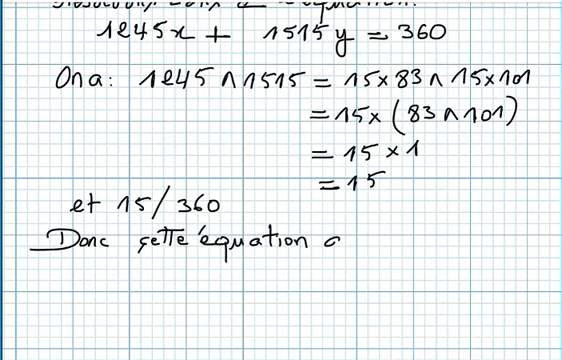 1245x + 1515y = 360
On a : 1245 ∧ 1515 = 15×83 ∧ 15×101
= 15×(83 ∧ 101)
= 15×1
= 15
et 15/360
Donc cette équation a